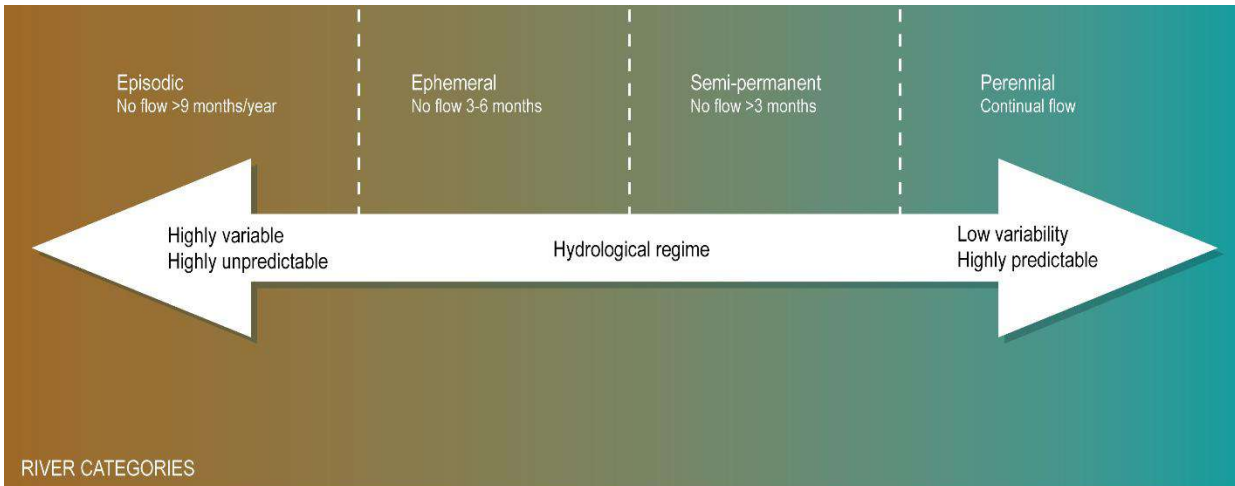 Episodic
No flow >9 months/year
Ephemeral
No flow 3-6 months
Semi-permanent
No flow >3 months
Perennial
Continual flow
Highly variable
Highly unpredictable
Hydrological regime
Low variability
Highly predictable
RIVER CATEGORIES